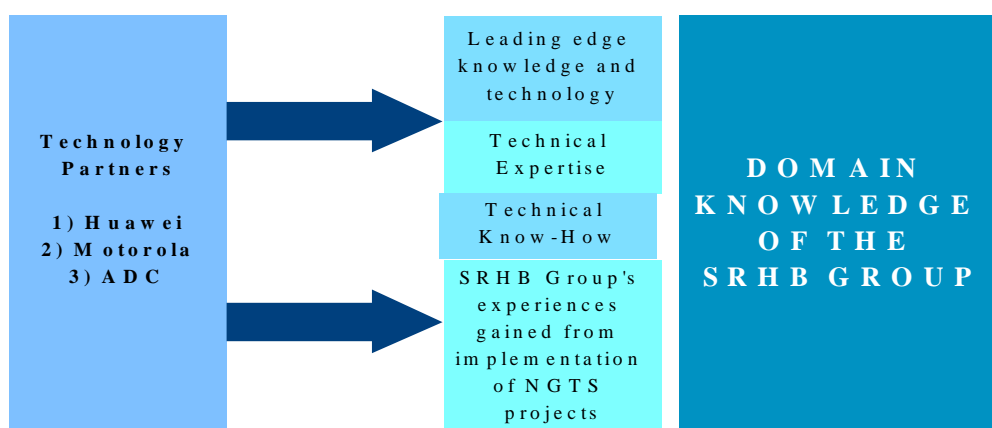 Technology
Partners
1) Huawei
2) Motorola
3) ADC
Leading edge
knowledge and
technology
Technical
Expertise
Technical
Know-How
SRHB Group's
experiences
gained from
implementation
of NGTS
projects
DOMAIN
KNOWLEDGE
OF THE
SRHB GROUP